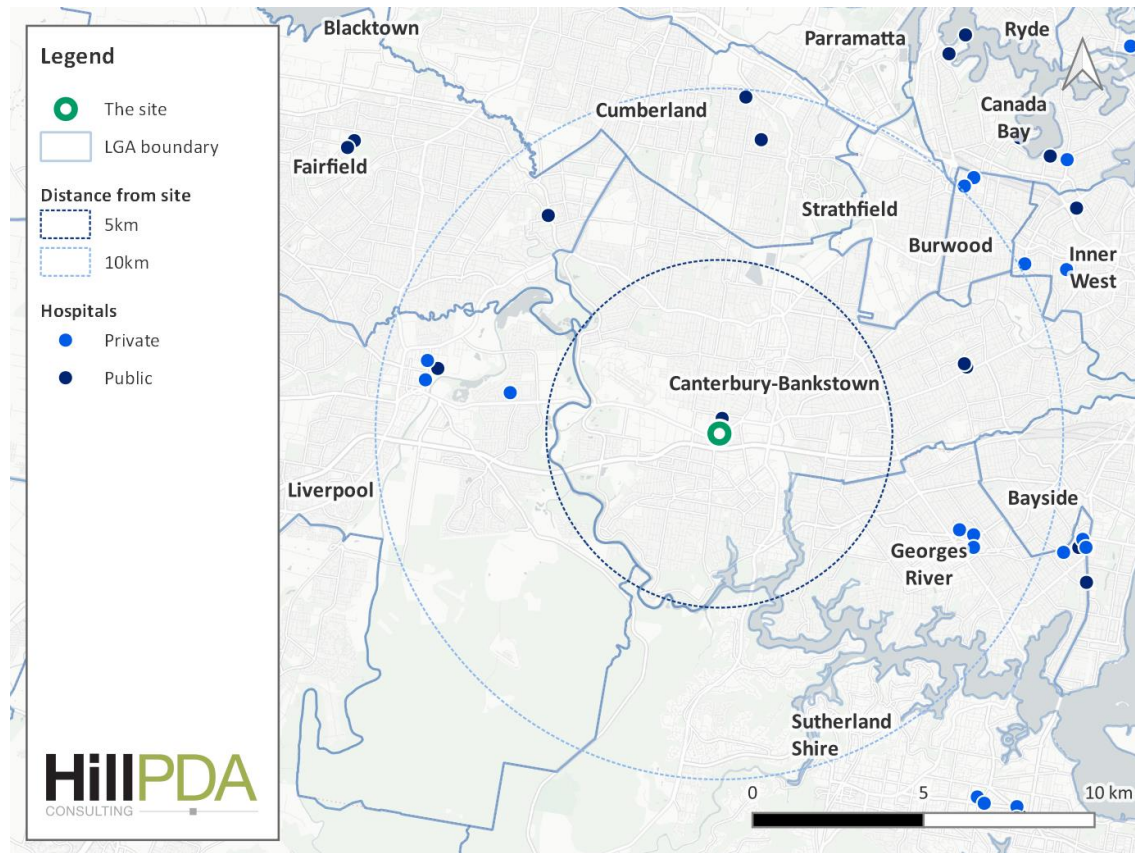 Legend
The site
LGA boundary
Distance from site
5km
10km
Hospitals
Private
Public
HillPDA
CONSULTING
Blacktown
Parramatta
Ryde
Cumberland
Canada
Bay
Fairfield
Strathfield
Burwood
Inner
West
Canterbury-Bankstown
Liverpool
Bayside
Georges
River
Sutherland
Shire
0
5
10 km